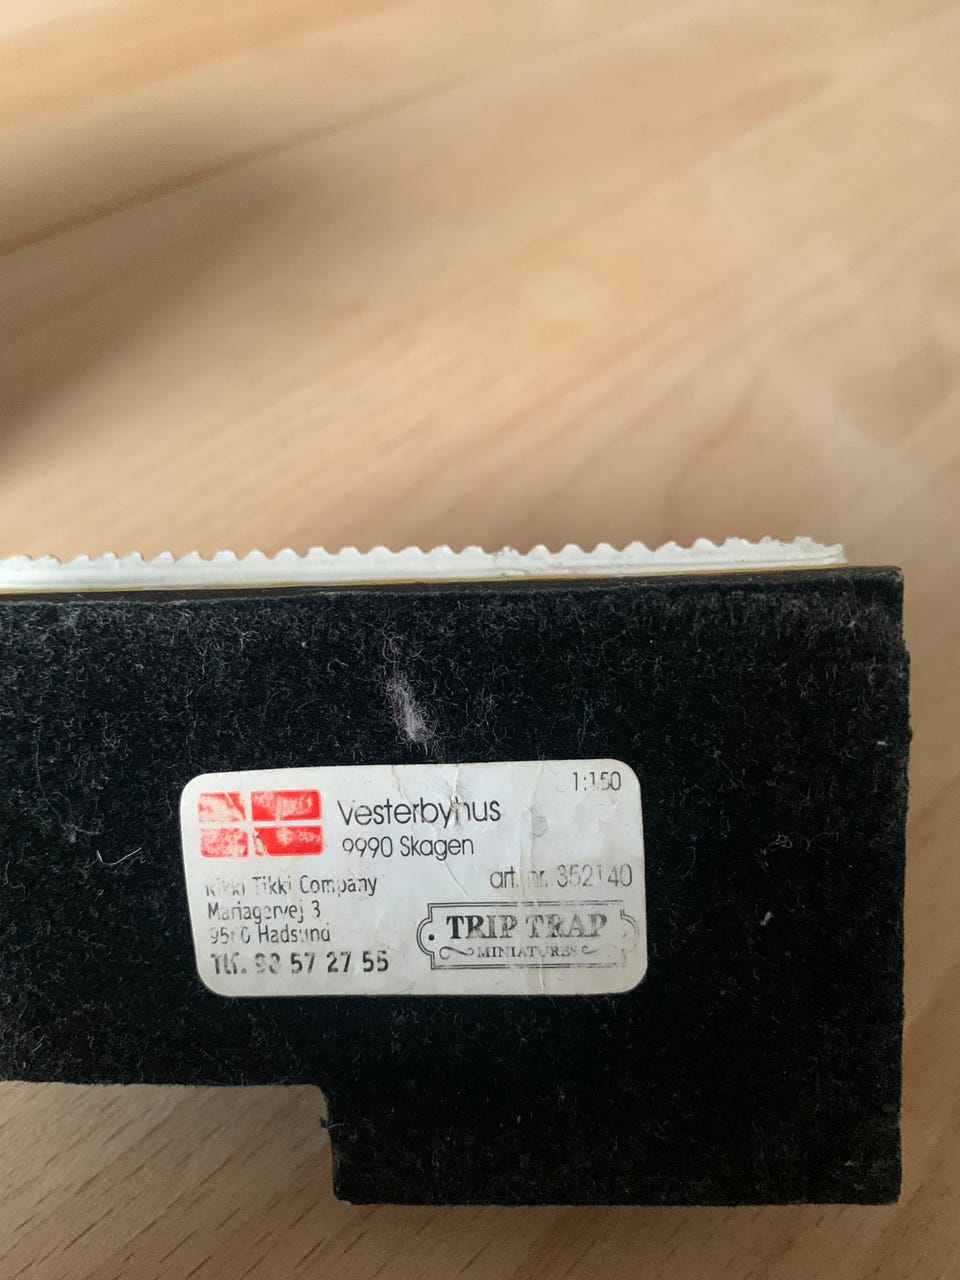 1:150
Vesterbyhus
9990 Skagen
art. nr. 352140
Rikki Tikki Company
Mariagervej 3
9560 Hadsund
Tlf. 98 57 27 55
TRIP TRAP
MINIATURES